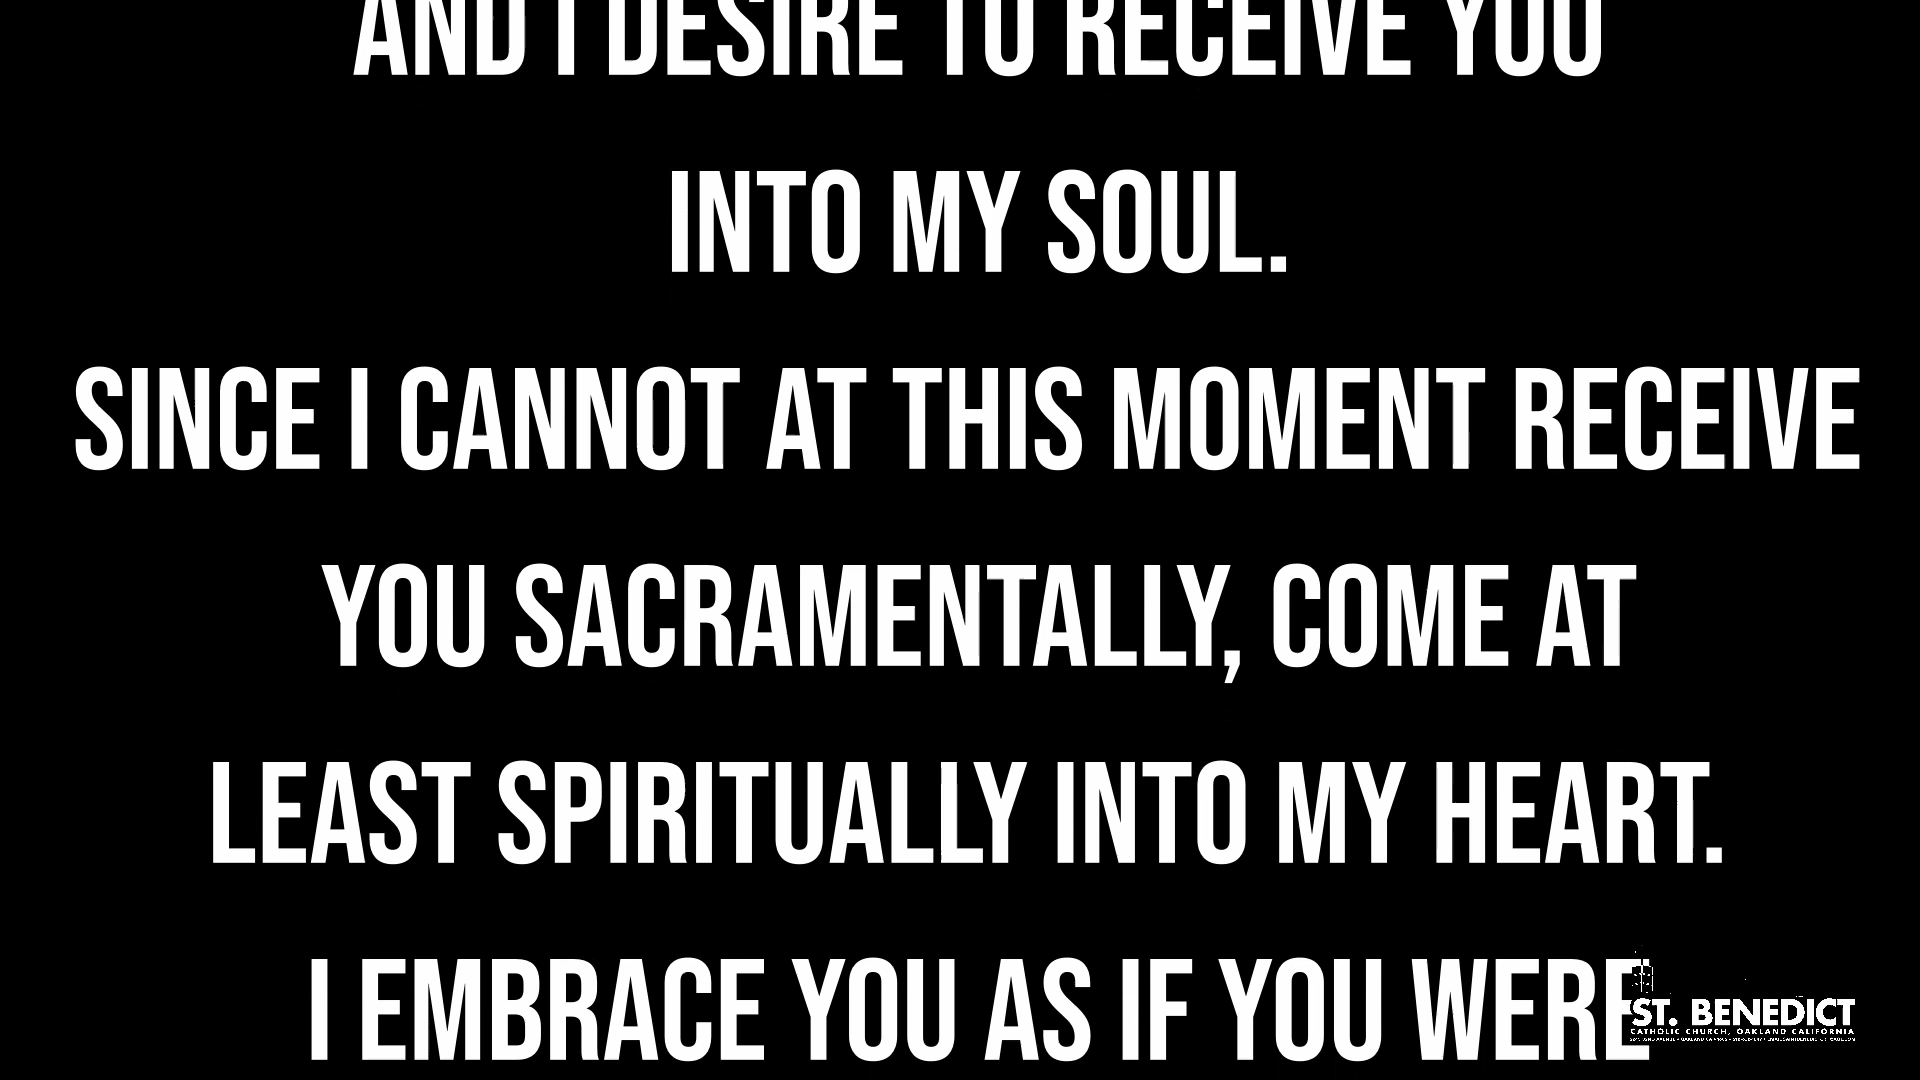 AND I DESIRE TO RECEIVE YOU
INTO MY SOUL.
SINCE I CANNOT AT THIS MOMENT RECEIVE
YOU SACRAMENTALLY, COME AT
LEAST SPIRITUALLY INTO MY HEART.
I EMBRACE YOU AS IF YOU WERE
ST. BENEDICT
CATHOLIC CHURCH, OAKLAND CALIFORNIA